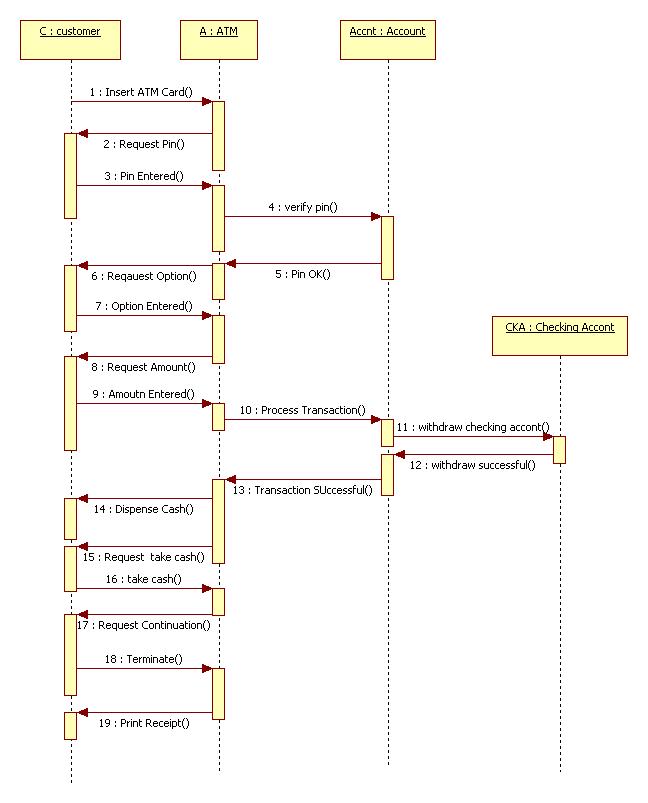 C : customer
A : ATM
Accnt : Account
1 : Insert ATM Card()
2 : Request Pin()
3 : Pin Entered()
4 : verify pin()
5 : Pin OK()
6 : Reqauest Option()
7 : Option Entered()
CKA : Checking Accont
8 : Request Amount()
9 : Amoutn Entered()
10 : Process Transaction()
11 : withdraw checking accont()
12 : withdraw successful()
13 : Transaction SUccessful()
14 : Dispense Cash()
15 : Request  take cash()
16 : take cash()
17 : Request Continuation()
18 : Terminate()
19 : Print Receipt()